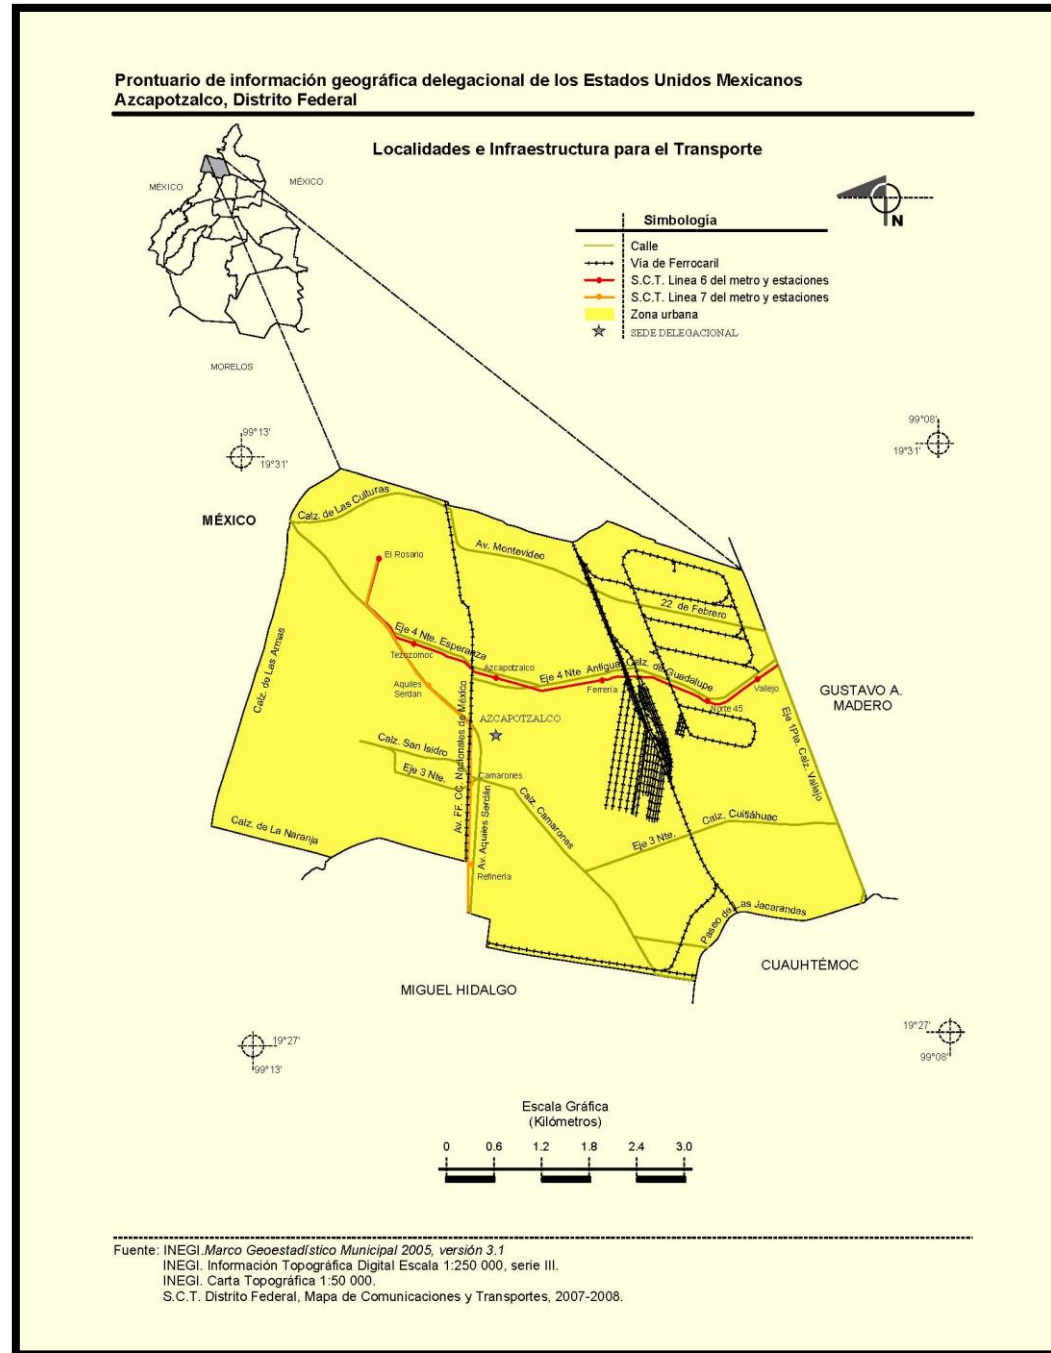 Prontuario de información geográfica delegacional de los Estados Unidos Mexicanos
Azcapotzalco, Distrito Federal
Localidades e Infraestructura para el Transporte
MÉXICO
MÉXICO
MORELOS
N
Simbología
Calle
Vía de Ferrocaril
S.C.T. Linea 6 del metro y estaciones
S.C.T. Linea 7 del metro y estaciones
Zona urbana
SEDE DELEGACIONAL
99°13'
19°31'
99°08'
19°31'
MÉXICO
Calz. de Las Culturas
Av. Montevideo
El Rosario
22 de Febrero
Eje 4 Nte. Esperanza
Tezozomoc
Azcapotzalco
Eje 4 Nte Antigua Calz. de Guadalupe
Calz. de Las Armas
Aquiles
Serdán
Ferrería
Norte 45
Vallejo
GUSTAVO A.
MADERO
AZCAPOTZALCO
Calz. San Isidro
Eje 3 Nte.
Av. FF. CC. Nacionales de México
Camarones
Av. Aquiles Serdán
Calz. Camarones
Eje 1Pte. Calz. Vallejo
Calz. Cuitláhuac
Eje 3 Nte.
Calz. de La Naranja
Refinería
Paseo de Las Jacarandas
CUAUHTÉMOC
MIGUEL HIDALGO
19°27'
99°13'
19°27'
99°08'
Escala Gráfica
(Kilómetros)
0 0.6 1.2 1.8 2.4 3.0
Fuente: INEGI.Marco Geoestadístico Municipal 2005, versión 3.1
INEGI. Información Topográfica Digital Escala 1:250 000, serie III.
INEGI. Carta Topográfica 1:50 000.
S.C.T. Distrito Federal, Mapa de Comunicaciones y Transportes, 2007-2008.